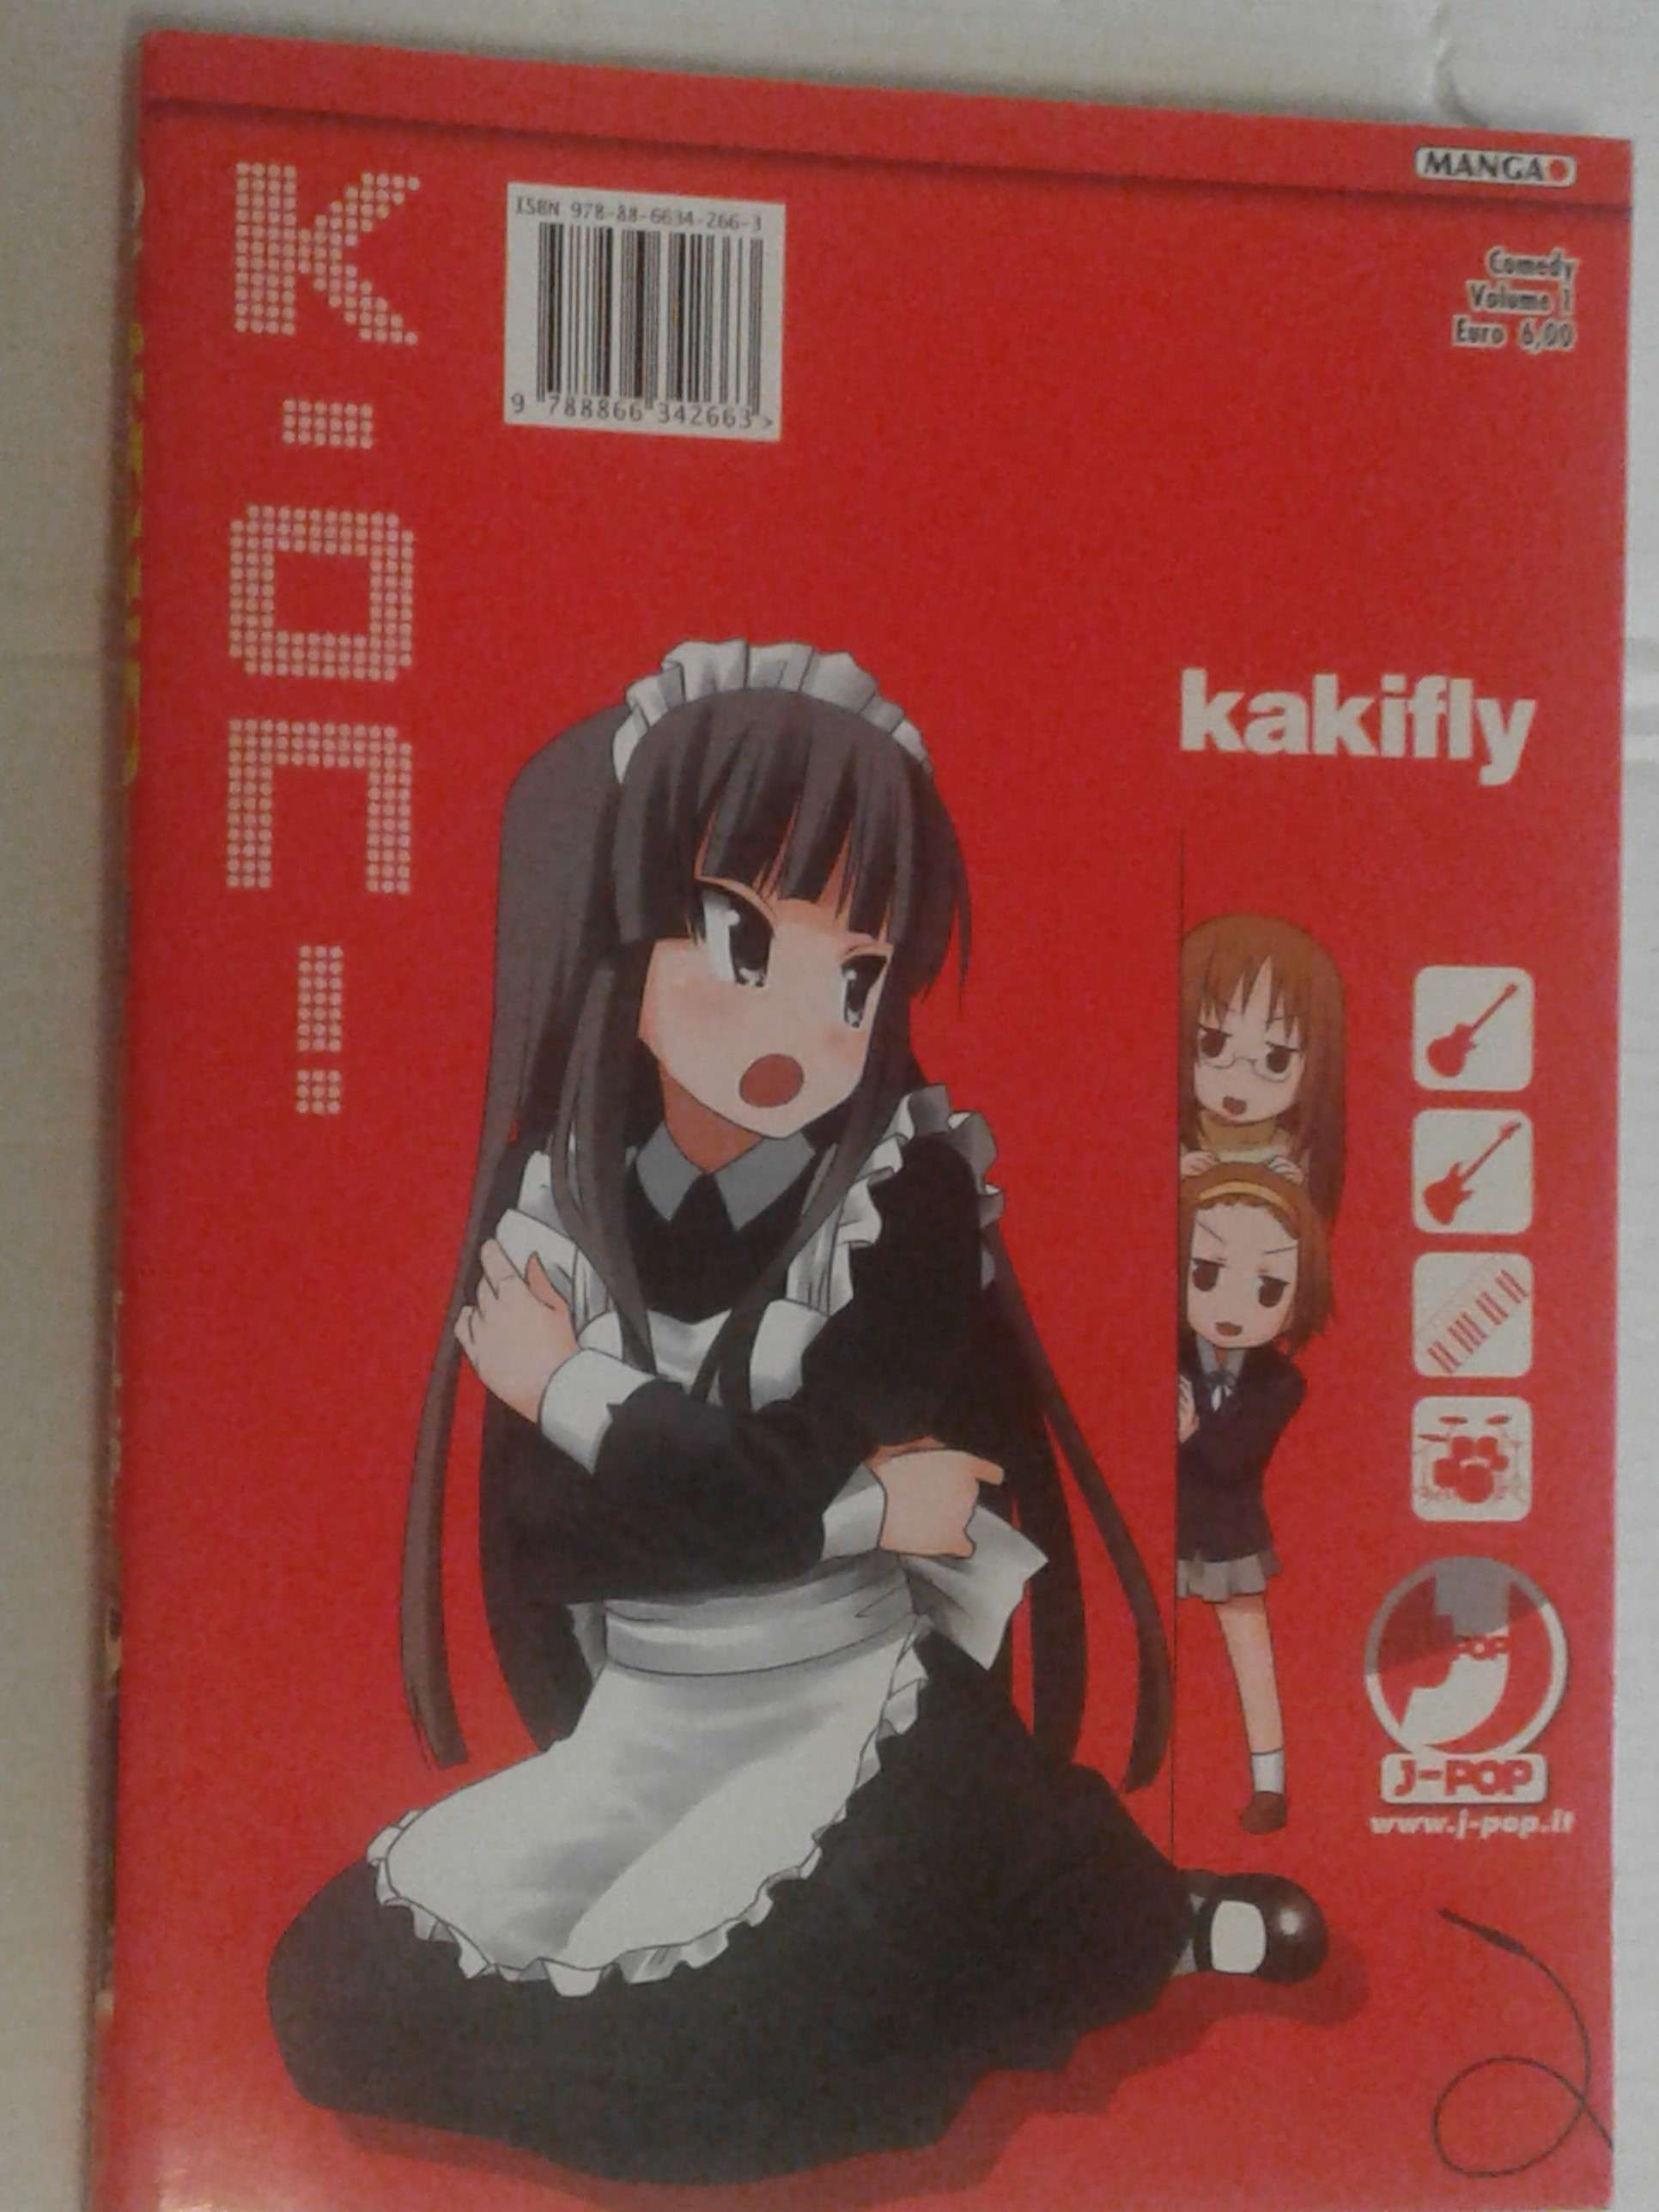 MANGA
K-ON!
ISBN 978-88-6634-266-3
9 788866 342663>
Comedy
Volume 1
Euro 6,00
kakifly
POP
J-POP
www.j-pop.it